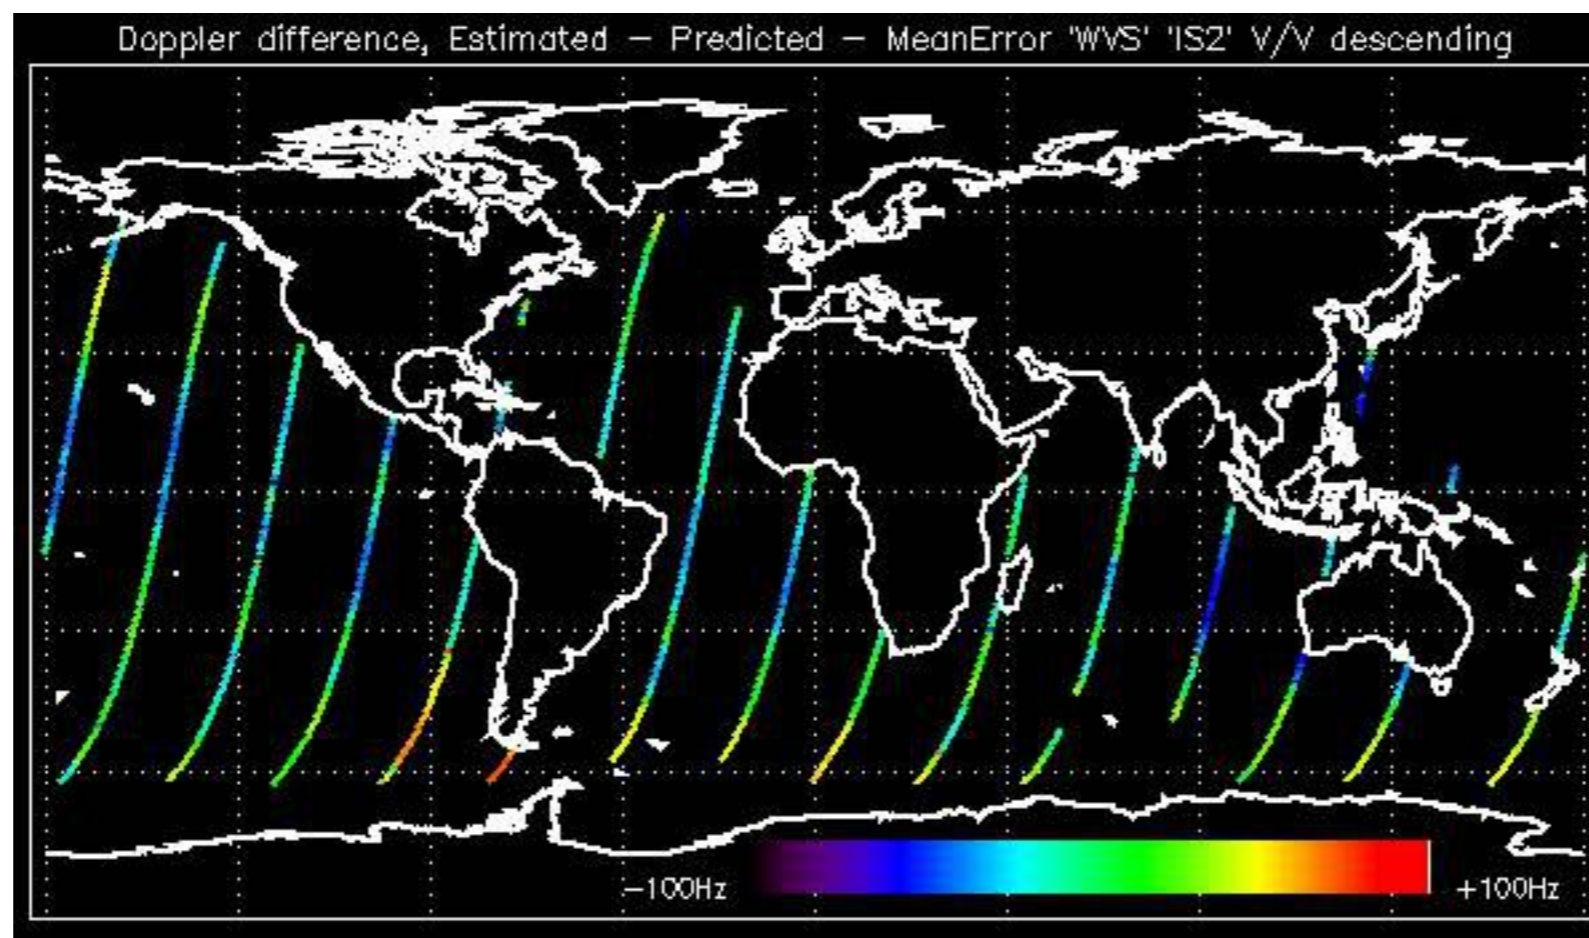 Doppler difference, Estimated – Predicted – MeanError 'WVS' 'IS2' V/V descending
-100Hz +100Hz